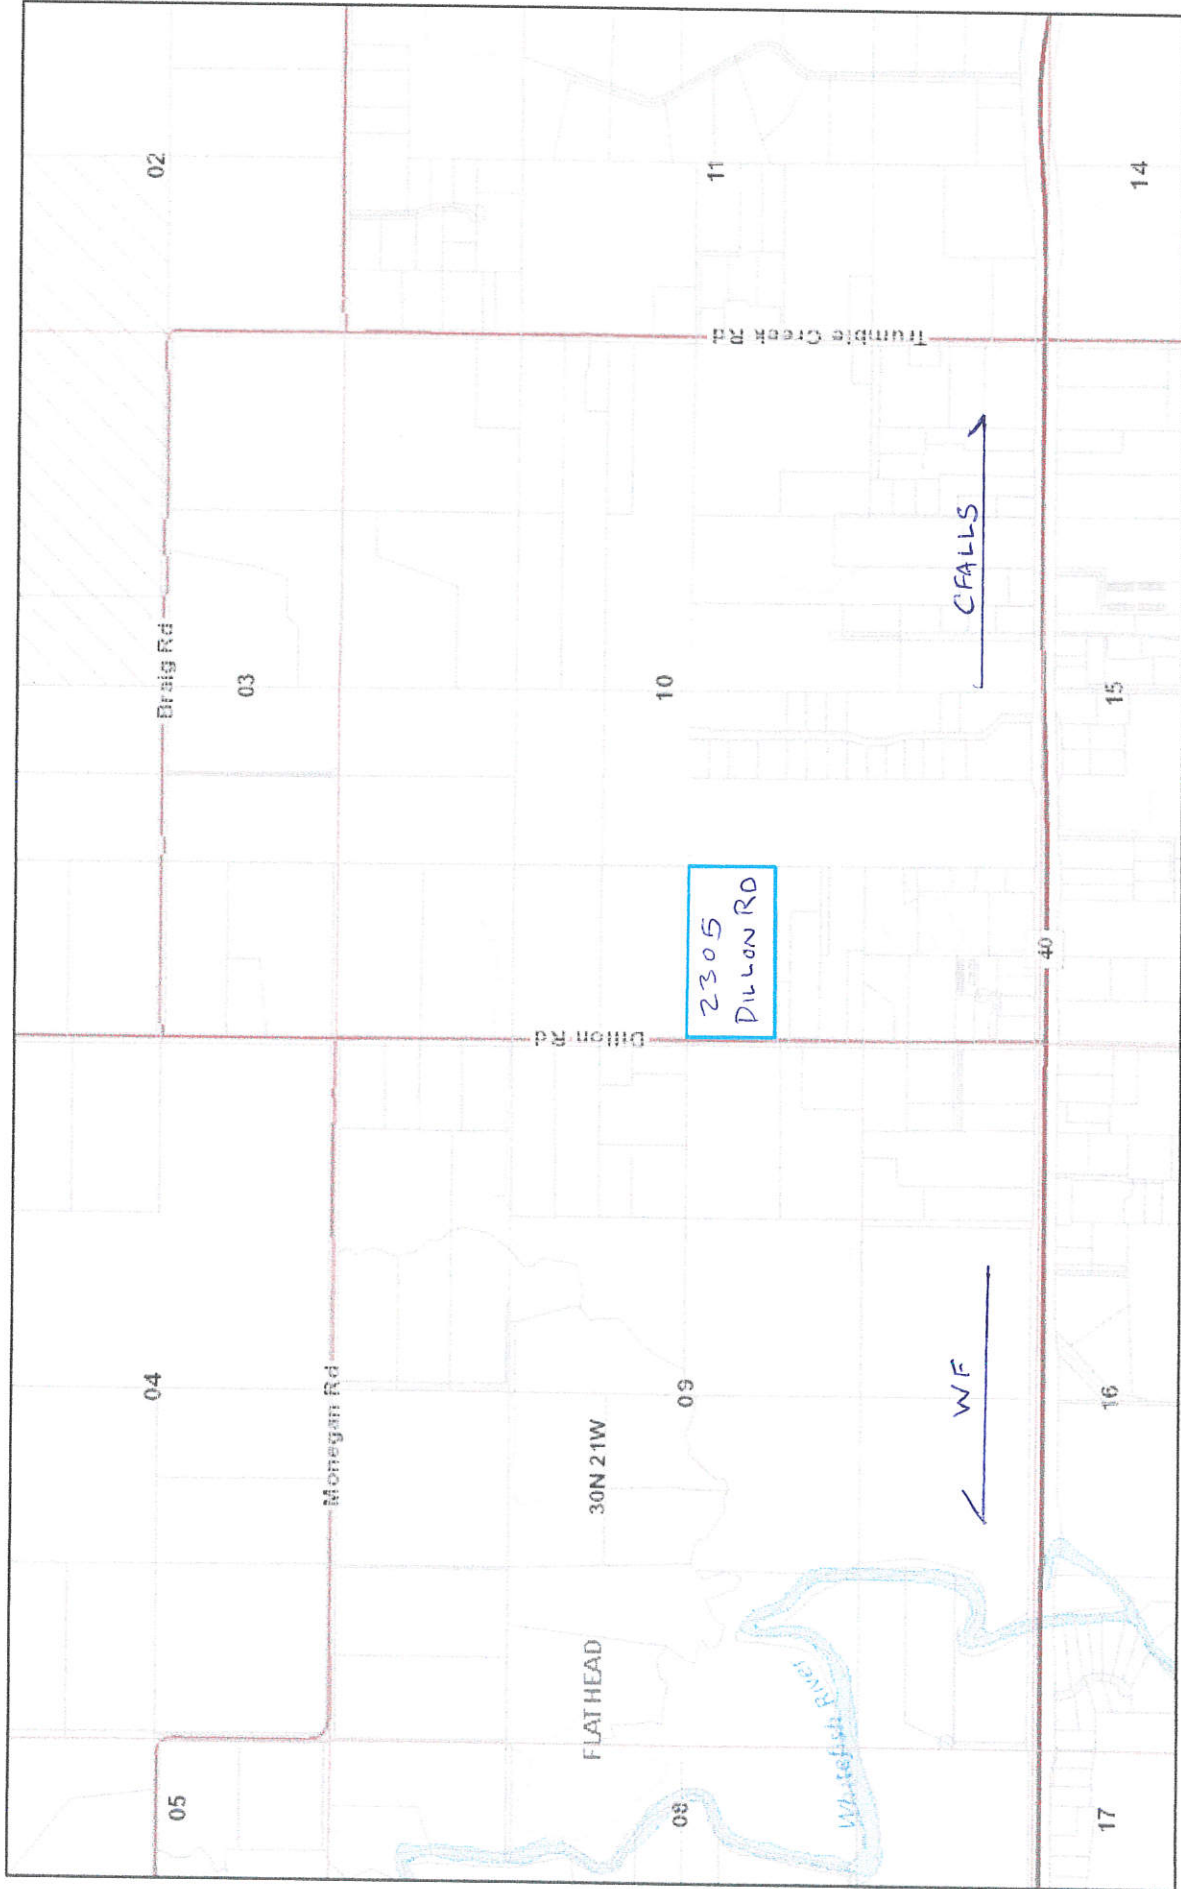 05
04
Braig Rd
03
02
Monegan Rd
FLATHEAD
30N 21W
Dillon Rd
08
09
10
11
2305
DILLON RD
Trumble Creek Rd
Whitefish River
WF
CFALLS
40
17
16
15
14